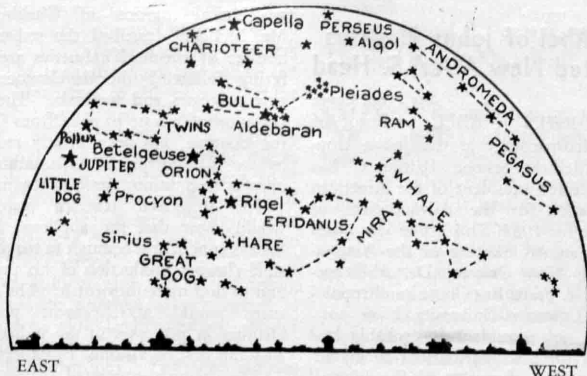 Capella
PERSEUS
Algol
CHARIOTEER
ANDROMEDA
BULL
Pleiades
Aldebaran
TWINS
RAM
Pollux
Betelgeuse
JUPITER
ORION
PEGASUS
LITTLE
DOG
Procyon
Rigel
WHALE
ERIDANUS
MIRA
Sirius
HARE
GREAT
DOG
EAST
WEST